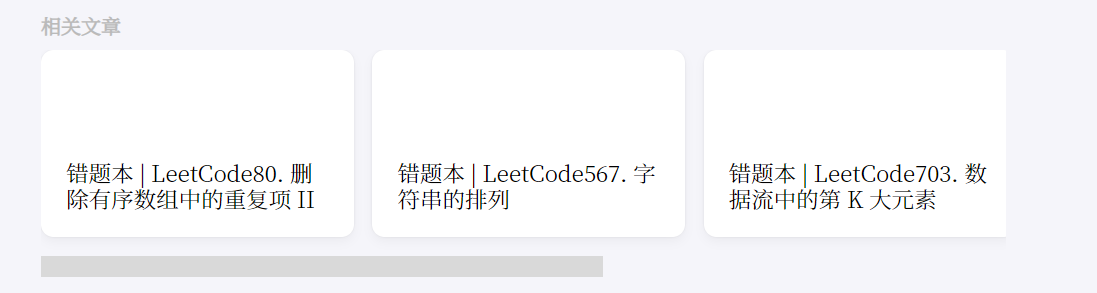 相关文章
错题本 | LeetCode80. 删
除有序数组中的重复项 II
错题本 | LeetCode567. 字
符串的排列
错题本 | LeetCode703. 数
据流中的第 K 大元素